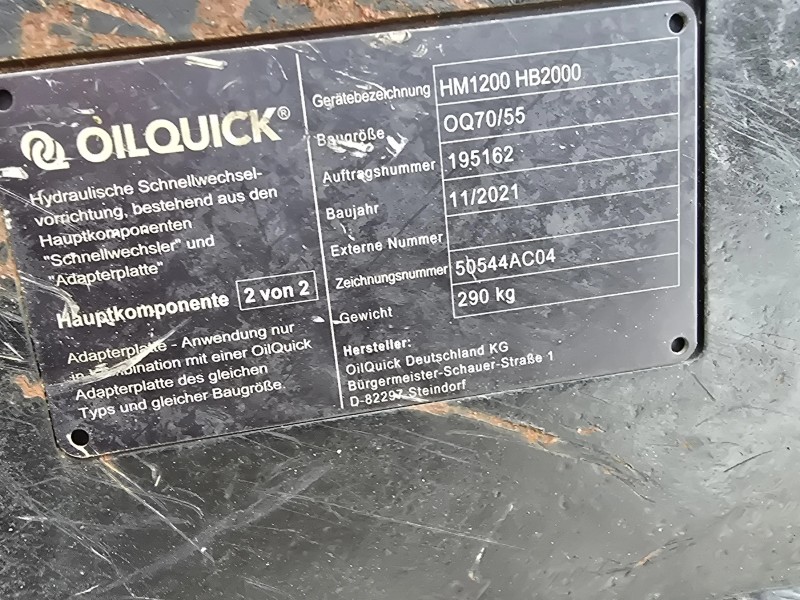 OILQUICK®
Hydraulische Schnellwechsel-
vorrichtung, bestehend aus den
Hauptkomponenten
"Schnellwechsler" und
"Adapterplatte"
Hauptkomponente 2 von 2
Adapterplatte - Anwendung nur
in Kombination mit einer OilQuick
Adapterplatte des gleichen
Typs und gleicher Baugröße.
Gerätebezeichnung HM1200 HB2000
Baugröße OQ70/55
Auftragsnummer 195162
Baujahr 11/2021
Externe Nummer
Zeichnungsnummer 50544AC04
Gewicht 290 kg
Hersteller:
OilQuick Deutschland KG
Bürgermeister-Schauer-Straße 1
D-82297 Steindorf